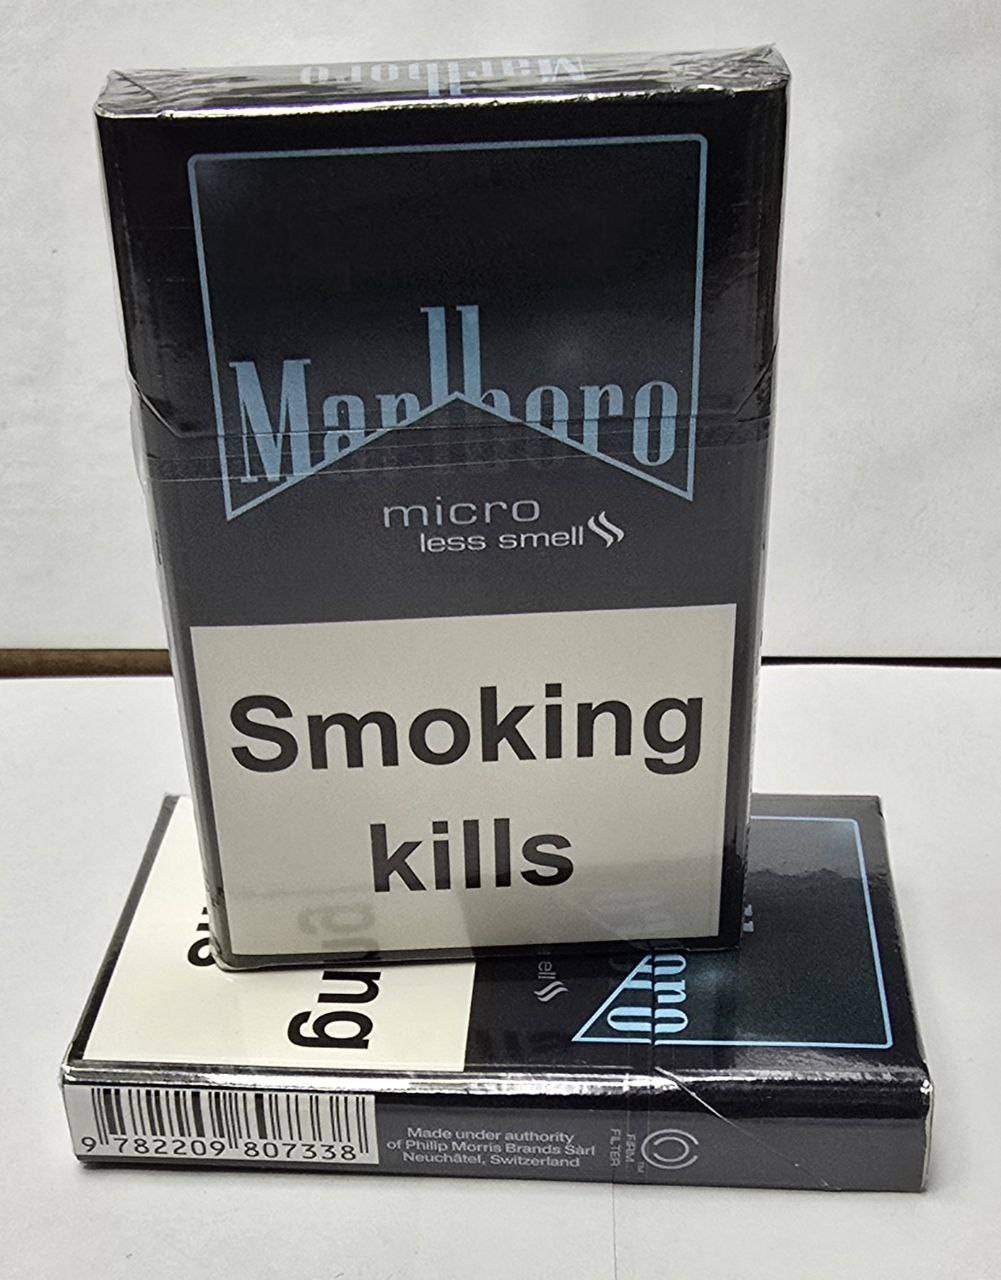 Marlboro
Marlboro
micro
less smell
Smoking
kills
9 782209 807338
Made under authority
of Philip Morris Brands Sàrl
Neuchâtel, Switzerland
FIRM
FILTER
TM